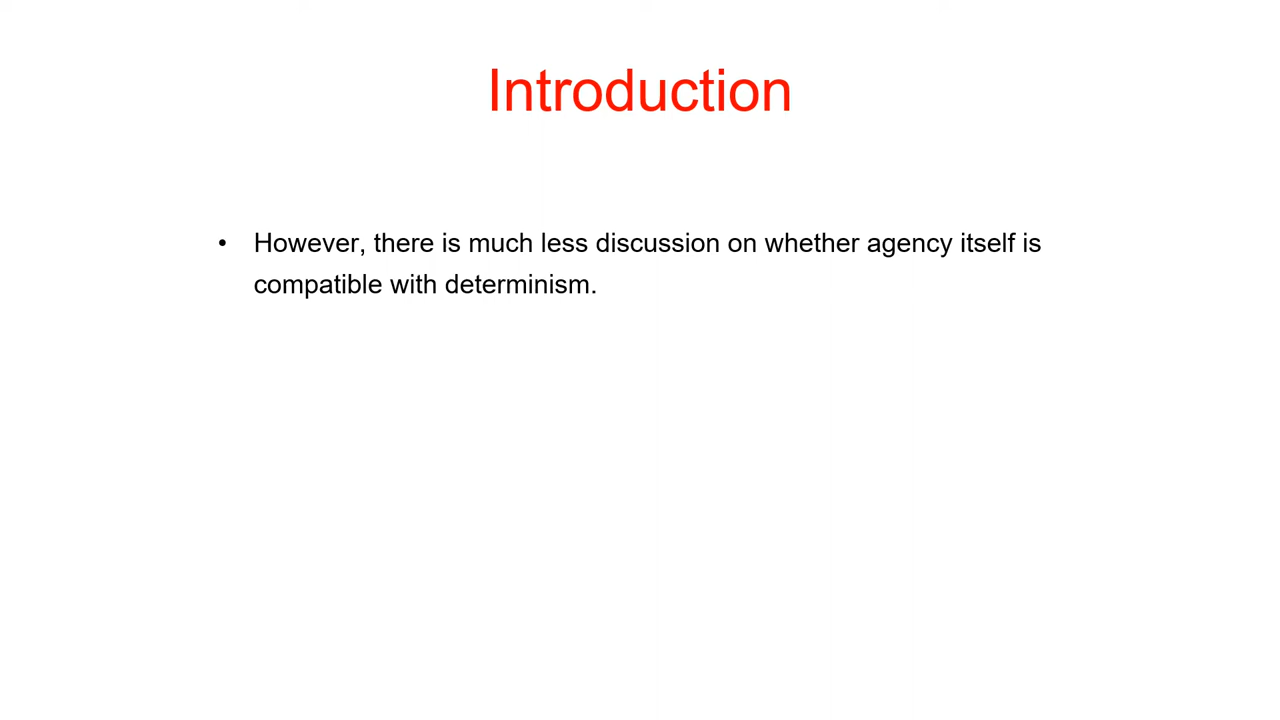 Introduction
• However, there is much less discussion on whether agency itself is
compatible with determinism.